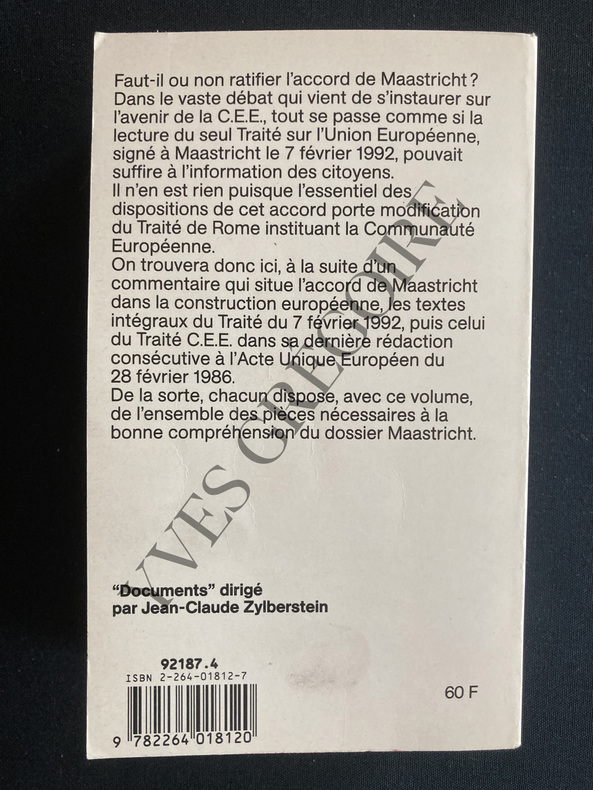 Faut-il ou non ratifier l'accord de Maastricht ?
Dans le vaste débat qui vient de s'instaurer sur
l'avenir de la C.E.E., tout se passe comme si la
lecture du seul Traité sur l'Union Européenne,
signé à Maastricht le 7 février 1992, pouvait
suffire à l'information des citoyens.
Il n'en est rien puisque l'essentiel des
dispositions de cet accord porte modification
du Traité de Rome instituant la Communauté
Européenne.
On trouvera donc ici, à la suite d'un
commentaire qui situe l'accord de Maastricht
dans la construction européenne, les textes
intégraux du Traité du 7 février 1992, puis celui
du Traité C.E.E. dans sa dernière rédaction
consécutive à l'Acte Unique Européen du
28 février 1986.
De la sorte, chacun dispose, avec ce volume,
de l'ensemble des pièces nécessaires à la
bonne compréhension du dossier Maastricht.
YVES GREGOIRE
"Documents" dirigé
par Jean-Claude Zylberstein
92187.4
ISBN 2-264-01812-7
60 F
9 782264 018120